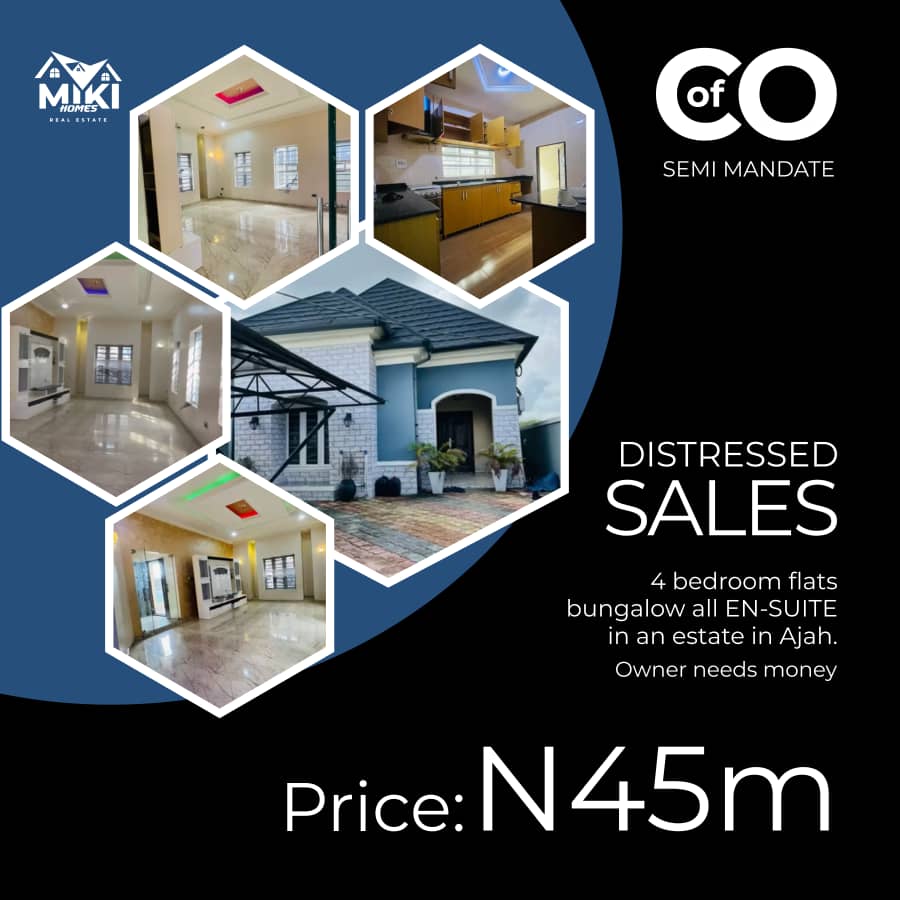 MIKI
HOMES
REAL ESTATE
CofO
SEMI MANDATE
DISTRESSED
SALES
4 bedroom flats
bungalow all EN-SUITE
in an estate in Ajah.
Owner needs money
Price: N45m